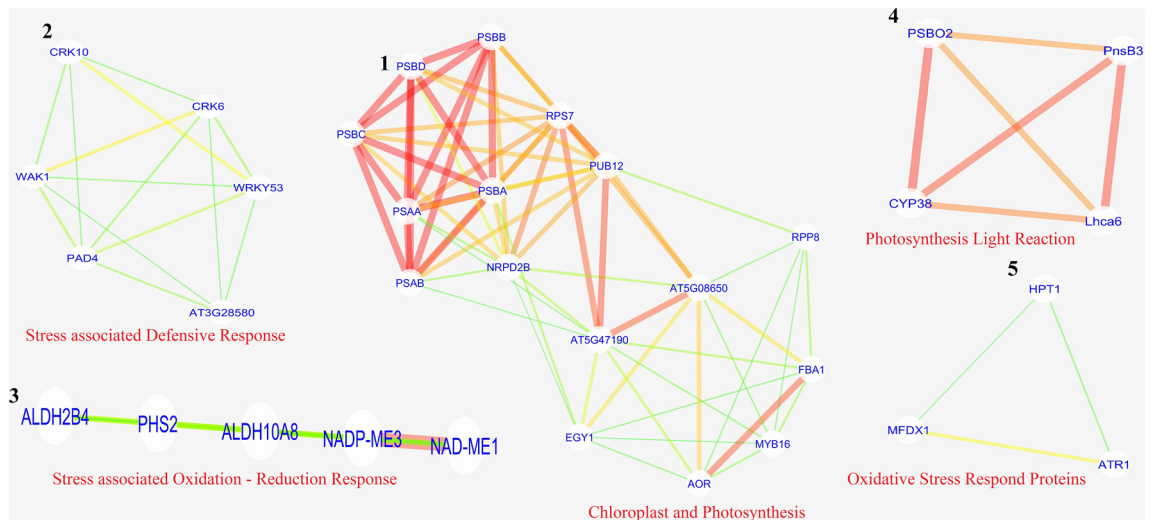 2
CRK10
CRK6
WAK1
WRKY53
PAD4
AT3G28580
Stress associated Defensive Response
1
PSBB
PSBD
RPS7
PSBC
PUB12
PSBA
PSAA
NRPD2B
PSAB
RPP8
AT5G08650
AT5G47190
FBA1
EGY1
MYB16
AOR
Chloroplast and Photosynthesis
3
ALDH2B4
PHS2
ALDH10A8
NADP-ME3
NAD-ME1
Stress associated Oxidation - Reduction Response
4
PSBO2
PnsB3
CYP38
Lhca6
Photosynthesis Light Reaction
5
HPT1
MFDX1
ATR1
Oxidative Stress Respond Proteins